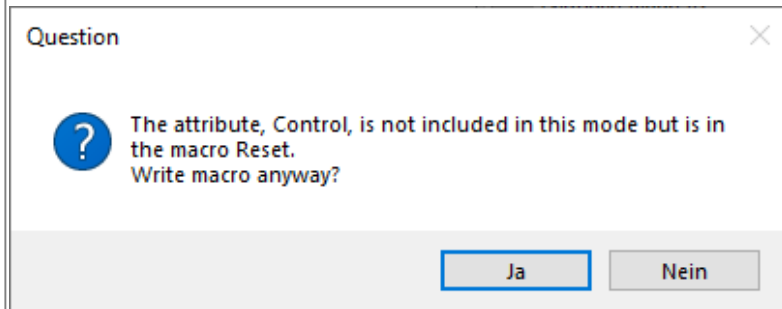 Question
The attribute, Control, is not included in this mode but is in
the macro Reset.
Write macro anyway?
Ja
Nein